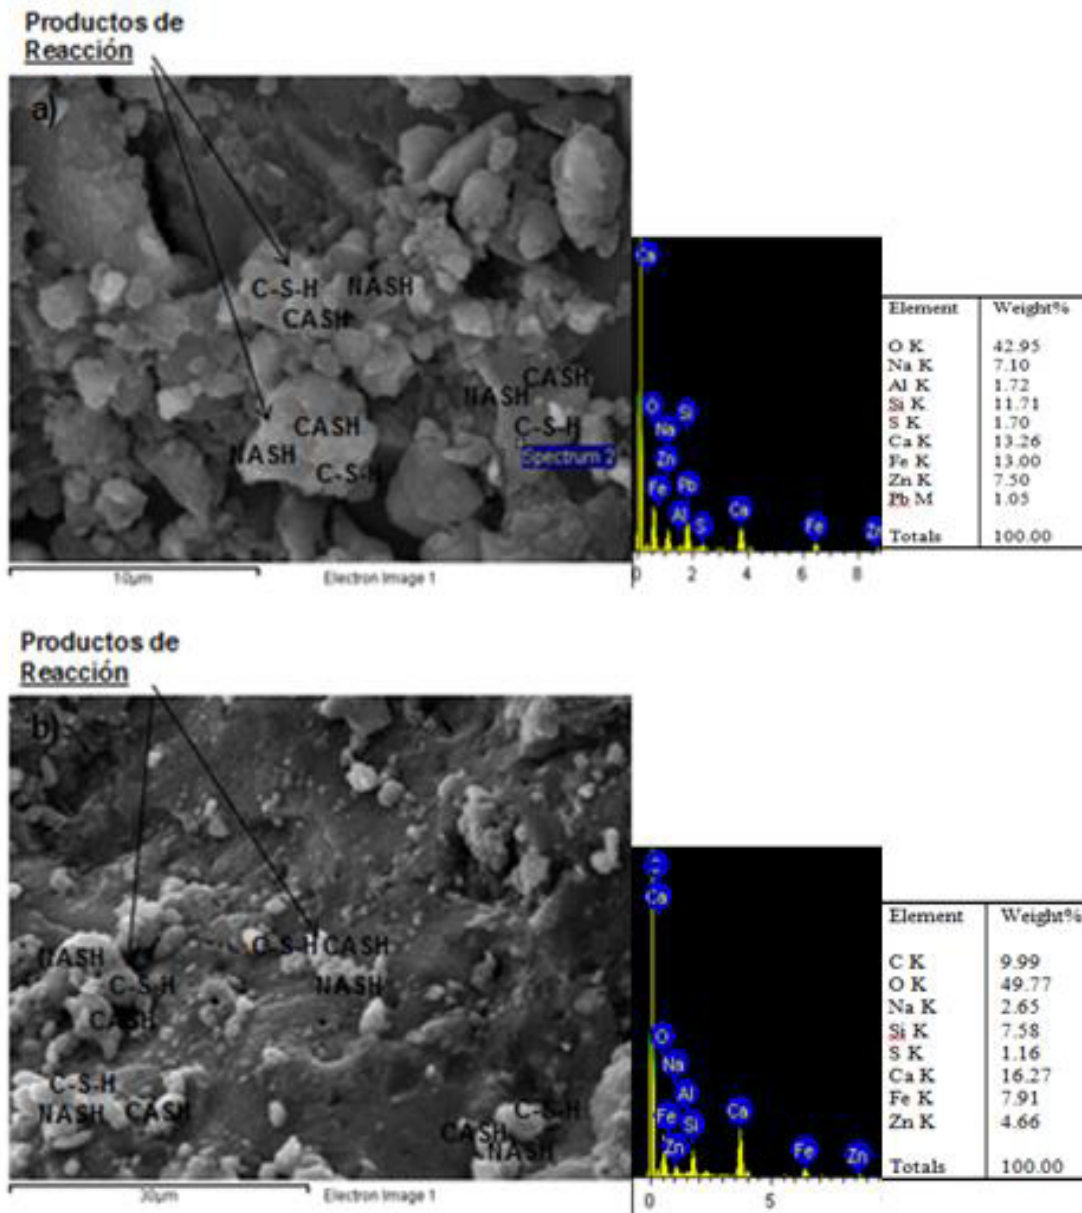 Productos de
Reacción
a)
C-S-H NASH
CASH
CASH
NASH
C-S-H
CASH
NASH
C-S-H
Spectrum 2
10µm Electron Image 1
Ca
O Si
Na
Zn
Fe Pb
Al S Ca Fe Zn
0 2 4 6 8
Element Weight%
O K 42.95
Na K 7.10
Al K 1.72
Si K 11.71
S K 1.70
Ca K 13.26
Fe K 13.00
Zn K 7.50
Pb M 1.05
Totals 100.00
Productos de
Reacción
b)
C-S-H CASH
NASH
NASH
C-S-H
CASH
C-S-H
NASH CASH
C-S-H
CASH
NASH
30µm Electron Image 1
Ca
O
Na
Al
Fe Si Ca
Zn Fe Zn
0 5
Element Weight%
C K 9.99
O K 49.77
Na K 2.65
Si K 7.58
S K 1.16
Ca K 16.27
Fe K 7.91
Zn K 4.66
Totals 100.00